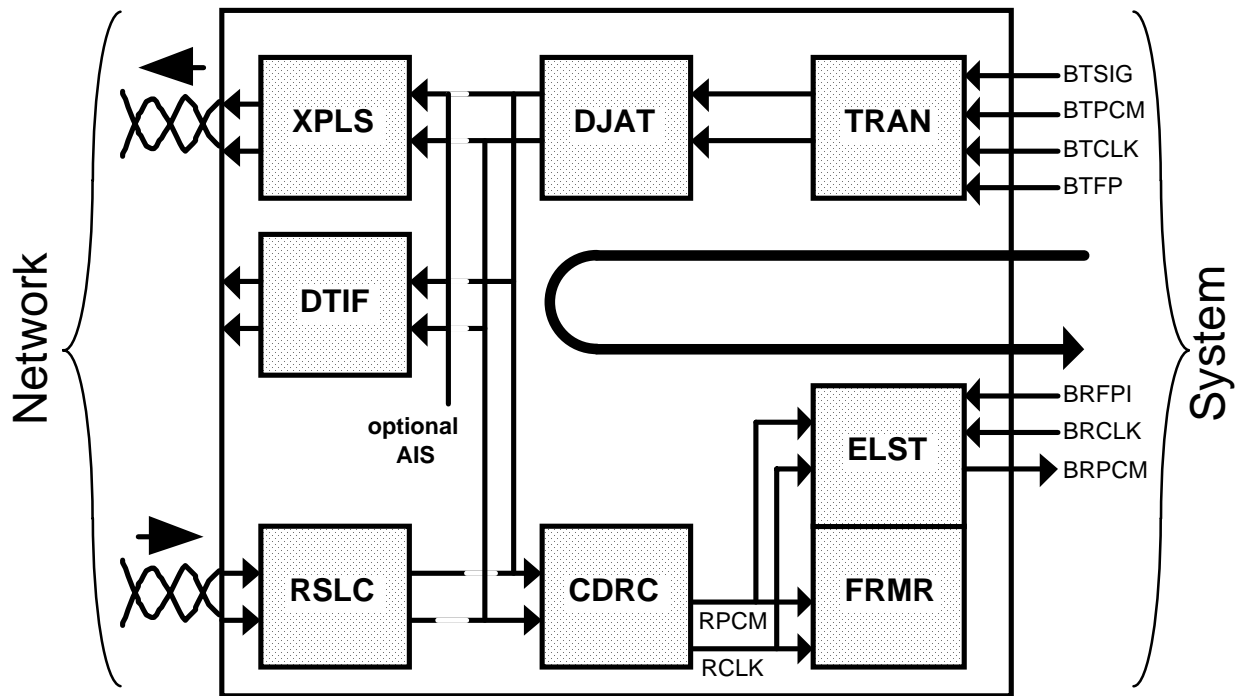 XPLS
DJAT
TRAN
BTSIG
BTPCM
BTCLK
BTFP
Network
DTIF
System
optional
AIS
BRFPI
BRCLK
BRPCM
ELST
RSLC
CDRC
FRMR
RPCM
RCLK